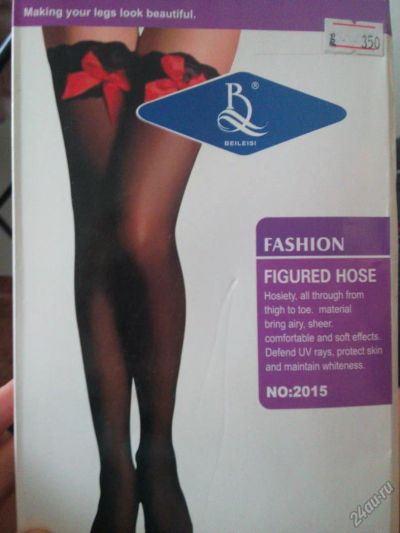 Making your legs look beautiful.
350
BL ®
BEILEISI
FASHION
FIGURED HOSE
Hosiety, all through from
thigh to toe. material
bring airy, sheer.
comfortable and soft effects.
Defend UV rays, protect skin
and maintain whiteness.
NO:2015
24au.ru